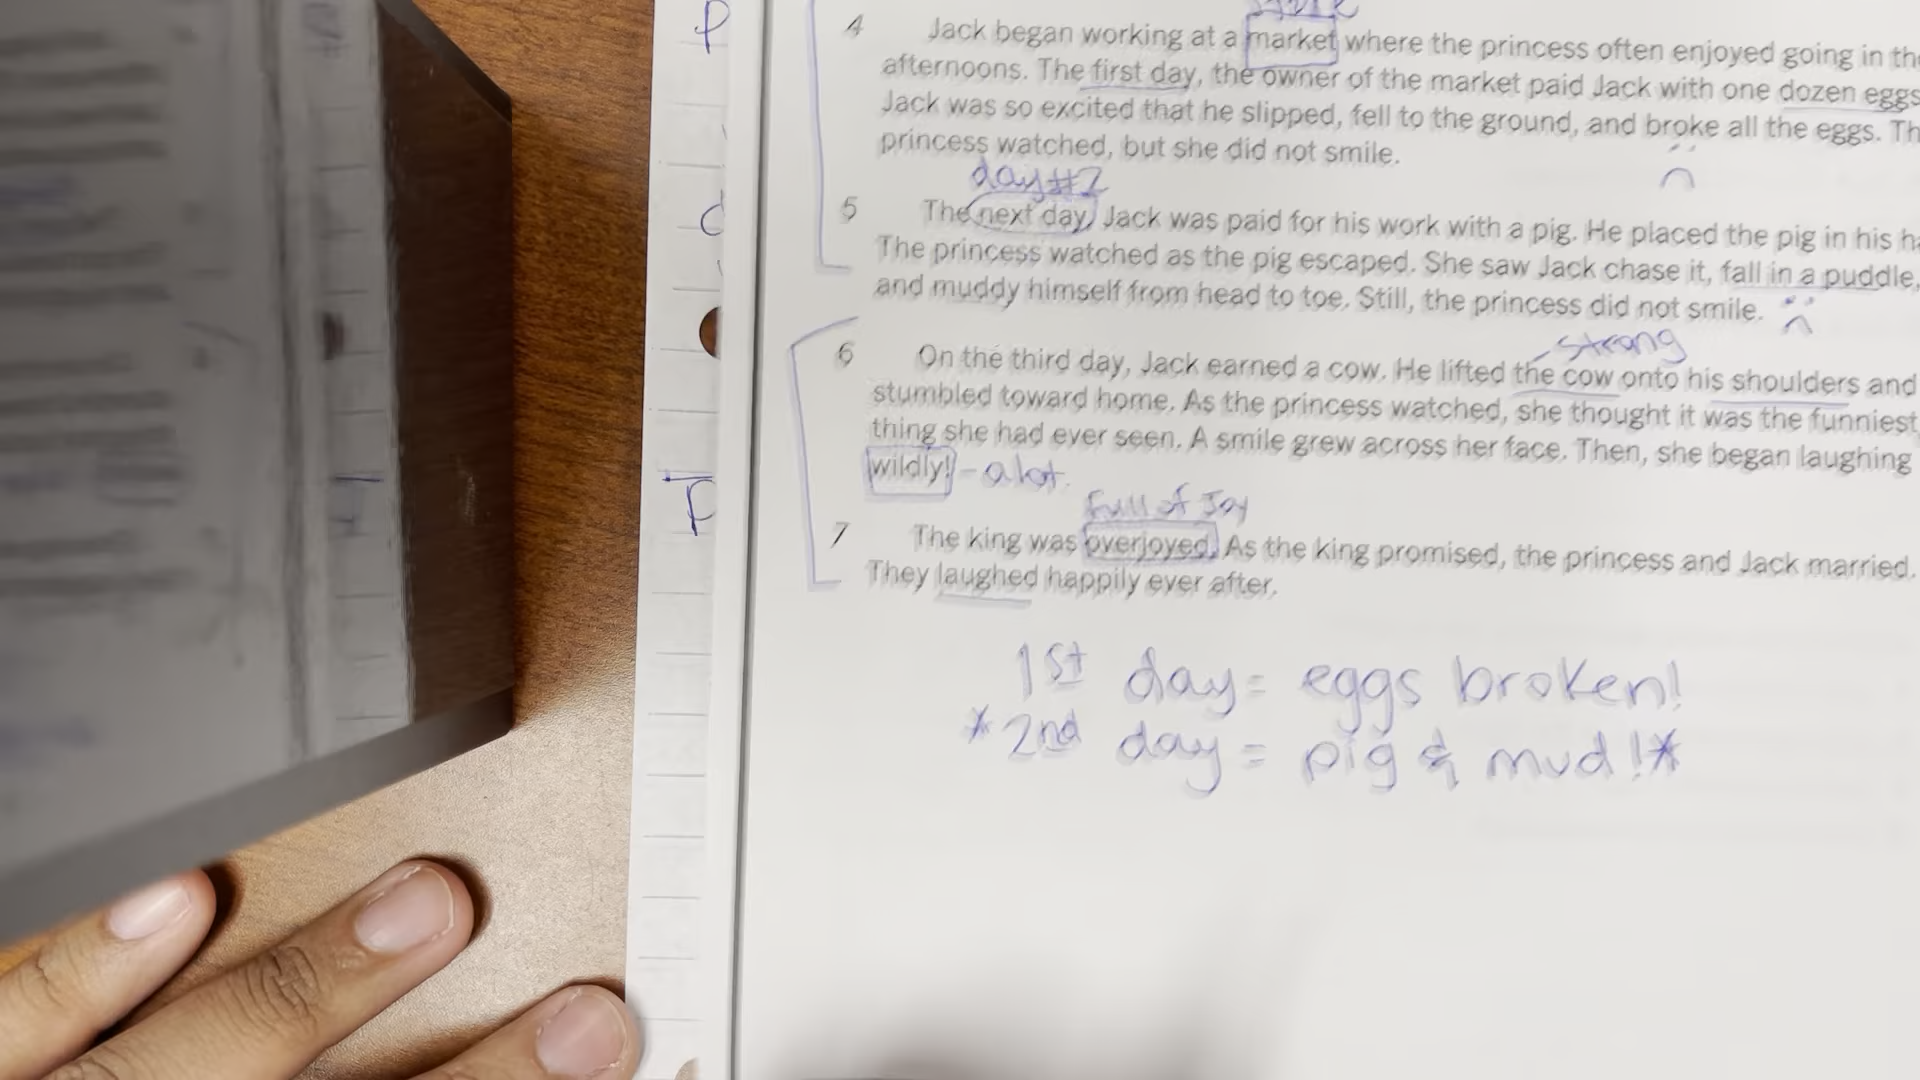 4 Jack began working at a market where the princess often enjoyed going in the
afternoons. The first day, the owner of the market paid Jack with one dozen eggs
Jack was so excited that he slipped, fell to the ground, and broke all the eggs. Th
princess watched, but she did not smile.
day #2
5 The next day, Jack was paid for his work with a pig. He placed the pig in his ha
The princess watched as the pig escaped. She saw Jack chase it, fall in a puddle,
and muddy himself from head to toe. Still, the princess did not smile.
- strong
6 On the third day, Jack earned a cow. He lifted the cow onto his shoulders and
stumbled toward home. As the princess watched, she thought it was the funniest
thing she had ever seen. A smile grew across her face. Then, she began laughing
wildly! - a lot.
Full of Joy
7 The king was overjoyed. As the king promised, the princess and Jack married.
They laughed happily ever after.
1st day = eggs broken!
*2nd day = pig & mud!*